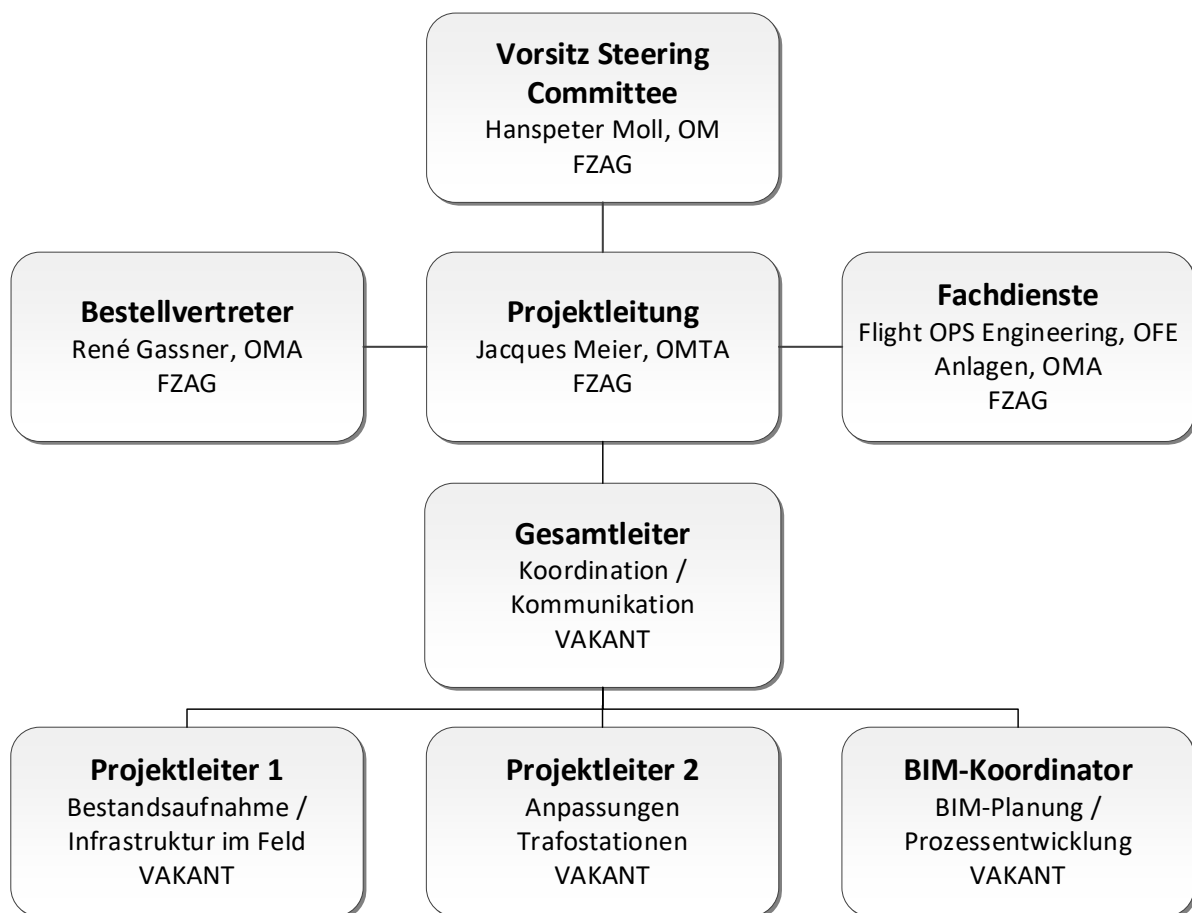 Vorsitz Steering
Committee
Hanspeter Moll, OM
FZAG
Bestellvertreter
René Gassner, OMA
FZAG
Projektleitung
Jacques Meier, OMTA
FZAG
Fachdienste
Flight OPS Engineering, OFE
Anlagen, OMA
FZAG
Gesamtleiter
Koordination /
Kommunikation
VAKANT
Projektleiter 1
Bestandsaufnahme /
Infrastruktur im Feld
VAKANT
Projektleiter 2
Anpassungen
Trafostationen
VAKANT
BIM-Koordinator
BIM-Planung /
Prozessentwicklung
VAKANT